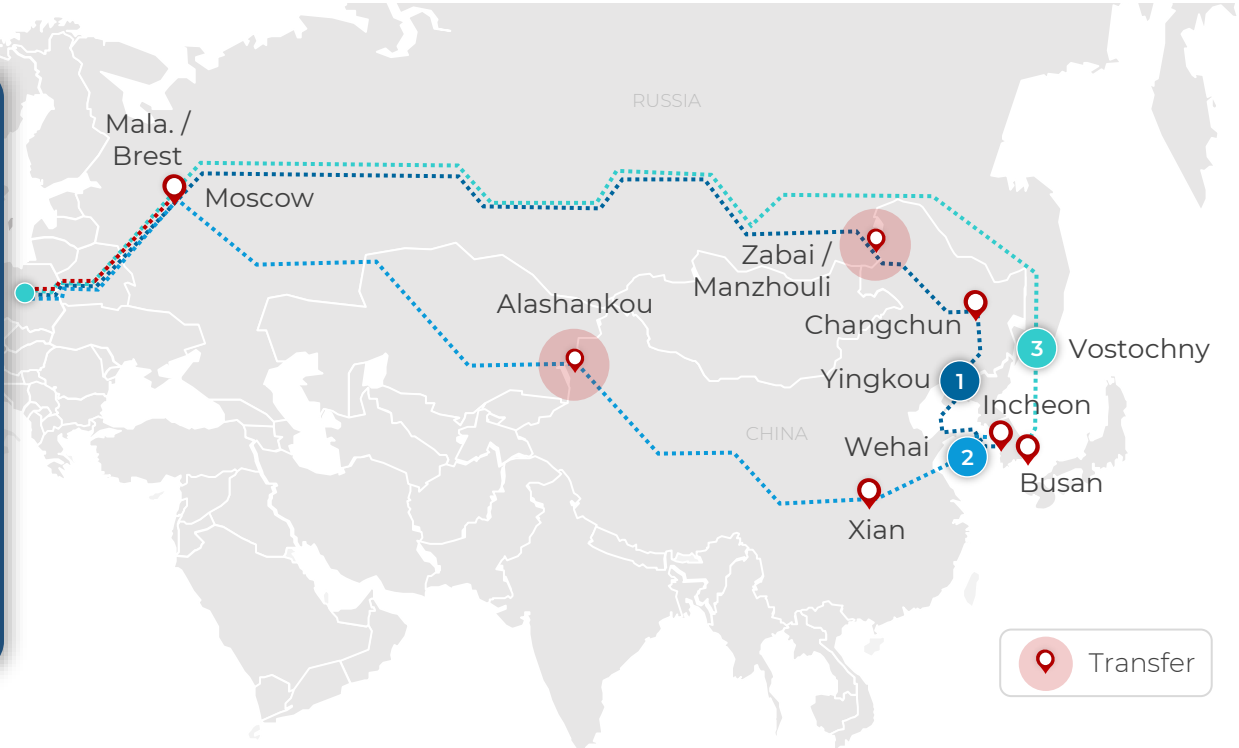 RUSSIA
Mala. /
Brest
Moscow
Zabai /
Manzhouli
Alashankou
Changchun
3
Vostochny
Yingkou
1
Incheon
CHINA
Wehai
2
Busan
Xian
Transfer